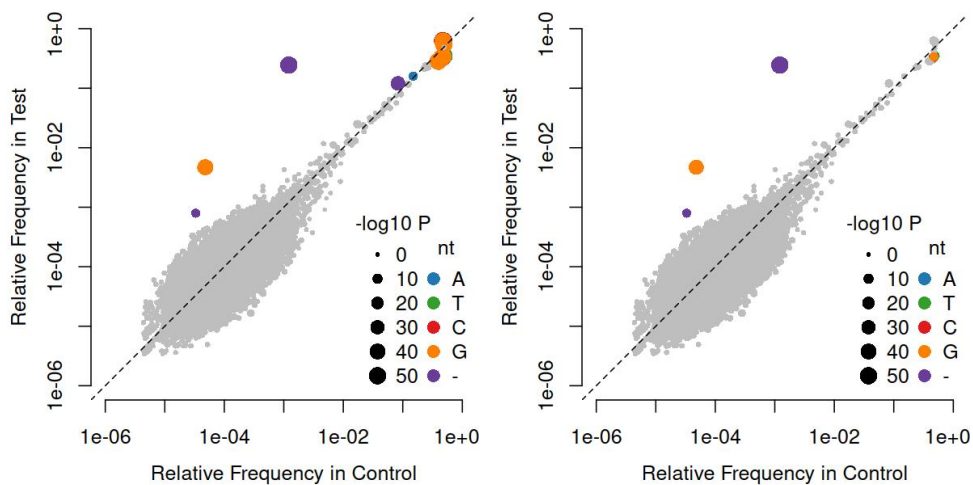 Relative Frequency in Test
1e+0
1e-02
1e-04
1e-06
-log10 P
nt
0
10 A
20 T
30 C
40 G
50 -
1e-06 1e-04 1e-02 1e+0
Relative Frequency in Control
Relative Frequency in Test
1e+0
1e-02
1e-04
1e-06
-log10 P
nt
0
10 A
20 T
30 C
40 G
50 -
1e-06 1e-04 1e-02 1e+0
Relative Frequency in Control